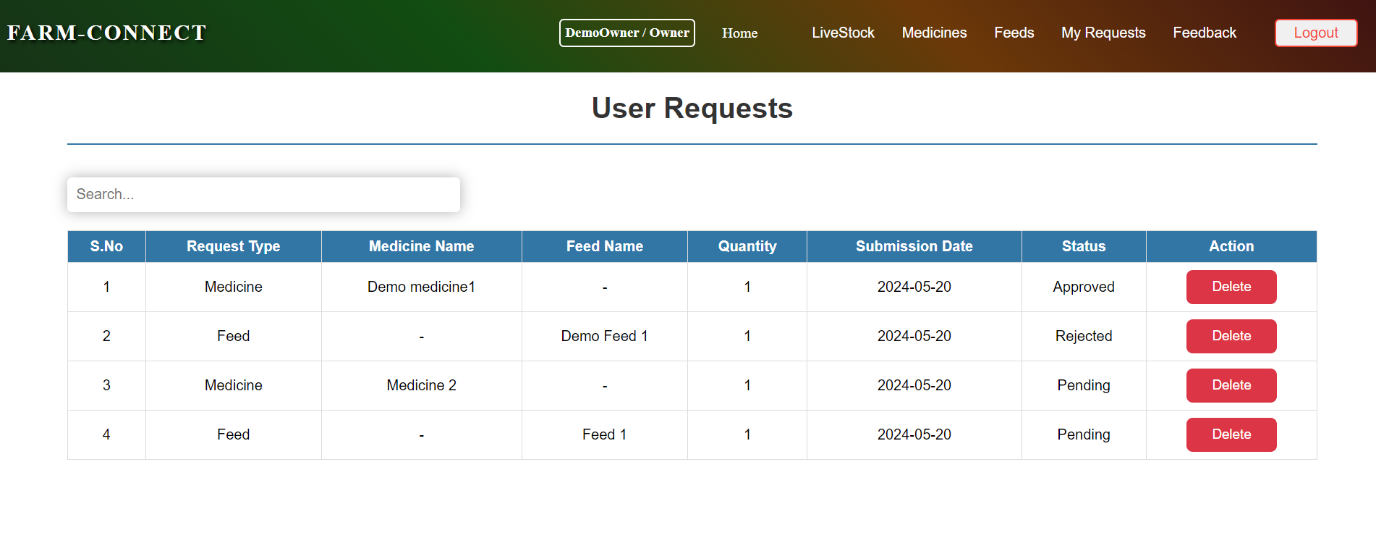 FARM-CONNECT DemoOwner / Owner Home LiveStock Medicines Feeds My Requests Feedback Logout
User Requests
Search...
S.No Request Type Medicine Name Feed Name Quantity Submission Date Status Action
1 Medicine Demo medicine1 - 1 2024-05-20 Approved Delete
2 Feed - Demo Feed 1 1 2024-05-20 Rejected Delete
3 Medicine Medicine 2 - 1 2024-05-20 Pending Delete
4 Feed - Feed 1 1 2024-05-20 Pending Delete